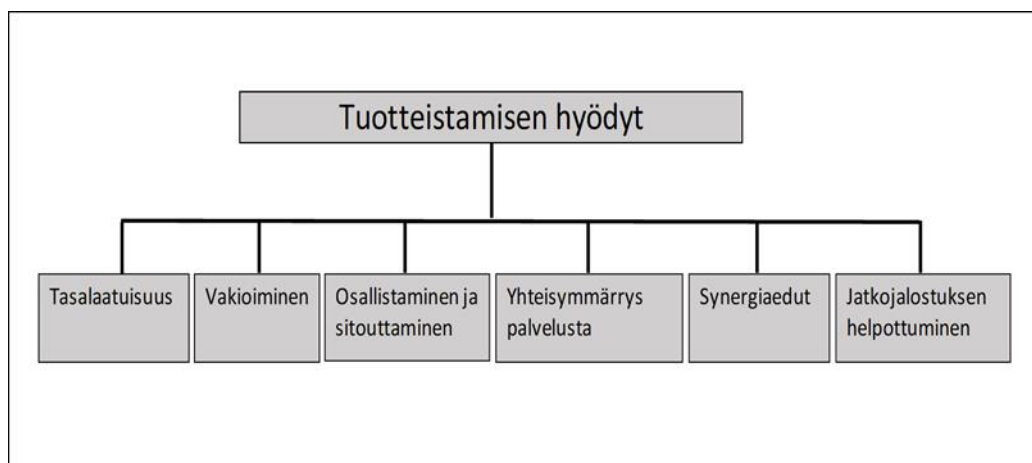 Tuotteistamisen hyödyt
Tasalaatuisuus
Vakioiminen
Osallistaminen ja
sitouttaminen
Yhteisymmärrys
palvelusta
Synergiaedut
Jatkojalostuksen
helpottuminen